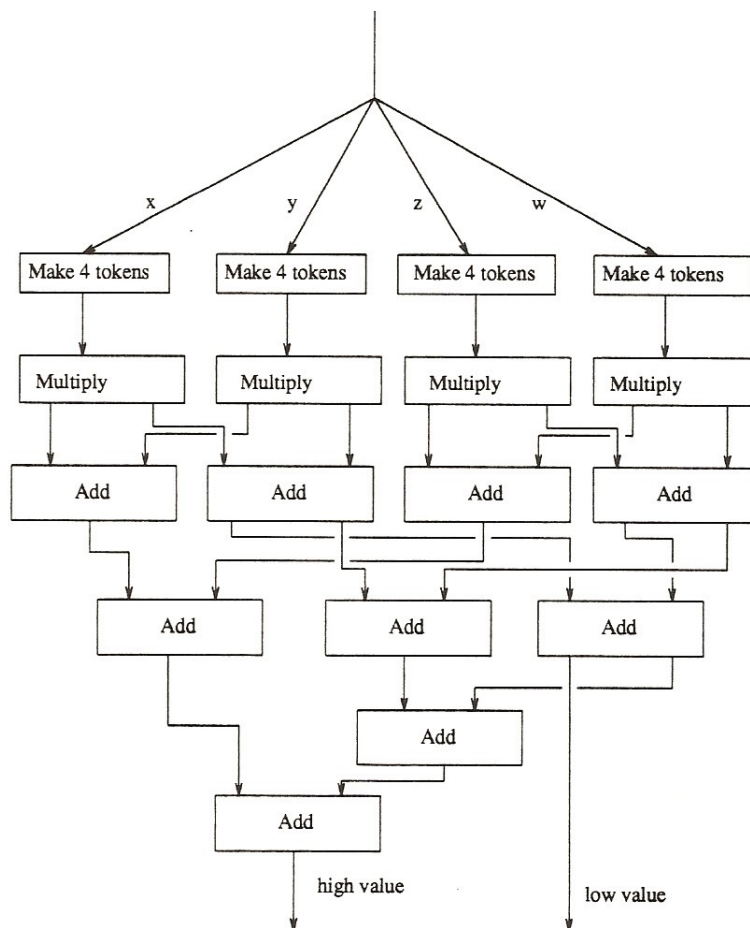 x
y
z
w
Make 4 tokens
Make 4 tokens
Make 4 tokens
Make 4 tokens
Multiply
Multiply
Multiply
Multiply
Add
Add
Add
Add
Add
Add
Add
Add
Add
high value
low value